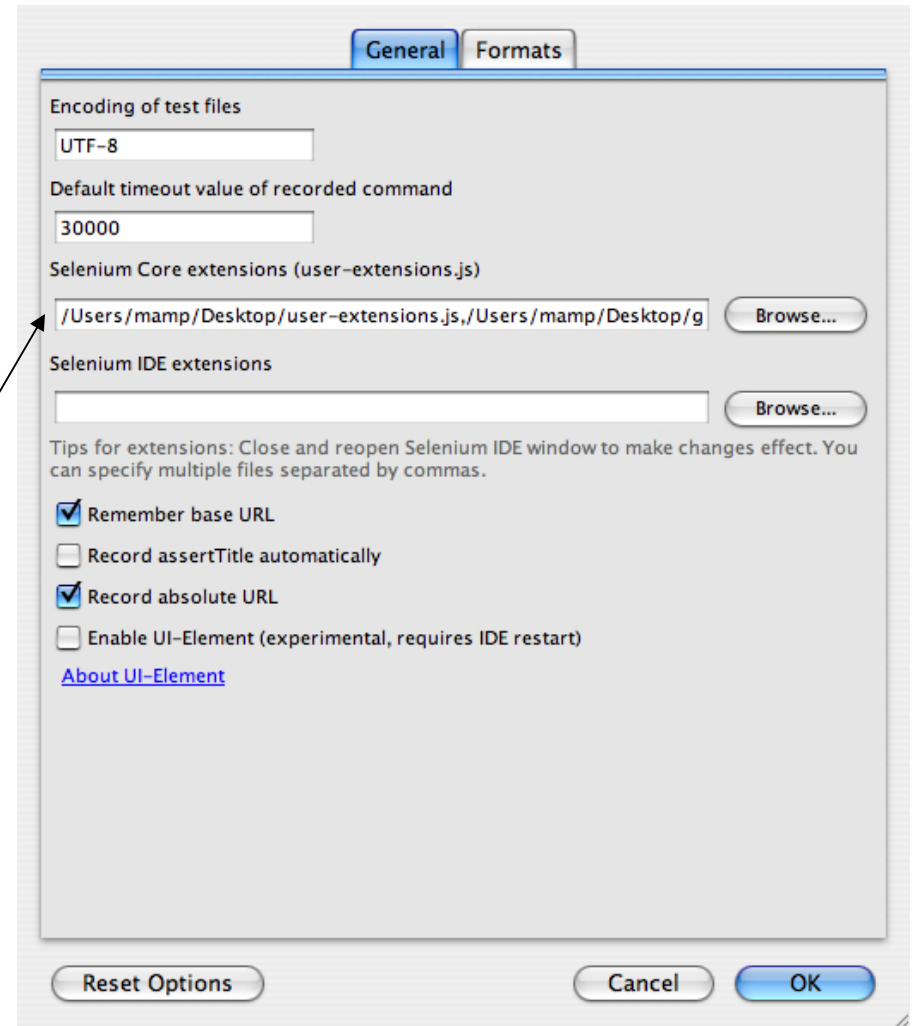 General Formats
Encoding of test files
UTF-8
Default timeout value of recorded command
30000
Selenium Core extensions (user-extensions.js)
/Users/mamp/Desktop/user-extensions.js,/Users/mamp/Desktop/g Browse...
Selenium IDE extensions
Browse...
Tips for extensions: Close and reopen Selenium IDE window to make changes effect. You
can specify multiple files separated by commas.
Remember base URL
Record assertTitle automatically
Record absolute URL
Enable UI-Element (experimental, requires IDE restart)
About UI-Element
Reset Options Cancel OK